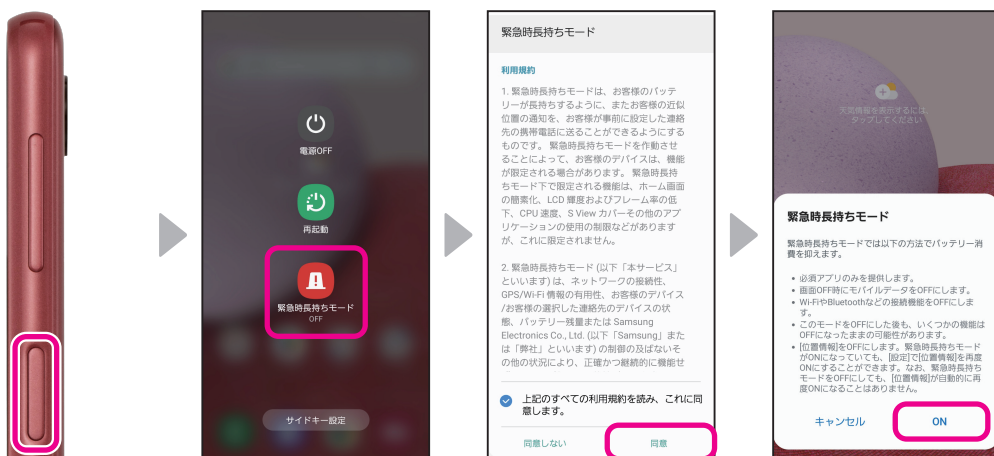 電源OFF
再起動
緊急時長持ちモード
OFF
サイドキー設定
緊急時長持ちモード
利用規約
1. 緊急時長持ちモードは、お客様のバッテ
リーが長持ちするように、またお客様の近似
位置の通知を、お客様が事前に設定した連絡
先の携帯電話に送ることができるようにする
ものです。 緊急時長持ちモードを作動させ
ることによって、お客様のデバイスは、機能
が限定される場合があります。 緊急時長持
ちモード下で限定される機能は、ホーム画面
の簡素化、LCD 輝度およびフレーム率の低
下、CPU 速度、S View カバーその他のアプ
リケーションの使用の制限などがあります
が、これに限定されません。
2. 緊急時長持ちモード (以下「本サービス」
といいます) は、ネットワークの接続性、
GPS/Wi-Fi 情報の有用性、お客様のデバイス
/お客様の選択した連絡先のデバイスの状
態、バッテリー残量または Samsung
Electronics Co., Ltd. (以下「Samsung」また
は「弊社」といいます) の制御の及ばないそ
の他の状況により、正確かつ継続的に機能せ
上記のすべての利用規約を読み、これに同
意します。
同意しない
同意
天気情報を表示するには、
タップしてください
緊急時長持ちモード
緊急時長持ちモードでは以下の方法でバッテリー消
費を抑えます。
• 必須アプリのみを提供します。
• 画面OFF時にモバイルデータをOFFにします。
• Wi-FiやBluetoothなどの接続機能をOFFにしま
す。
• このモードをOFFにした後も、いくつかの機能は
OFFになったままの可能性があります。
• [位置情報]をOFFにします。緊急時長持ちモード
がONになっていても、[設定]で[位置情報]を再度
ONにすることができます。なお、緊急時長持ち
モードをOFFにしても、[位置情報]が自動的に再
度ONになることはありません。
キャンセル
ON